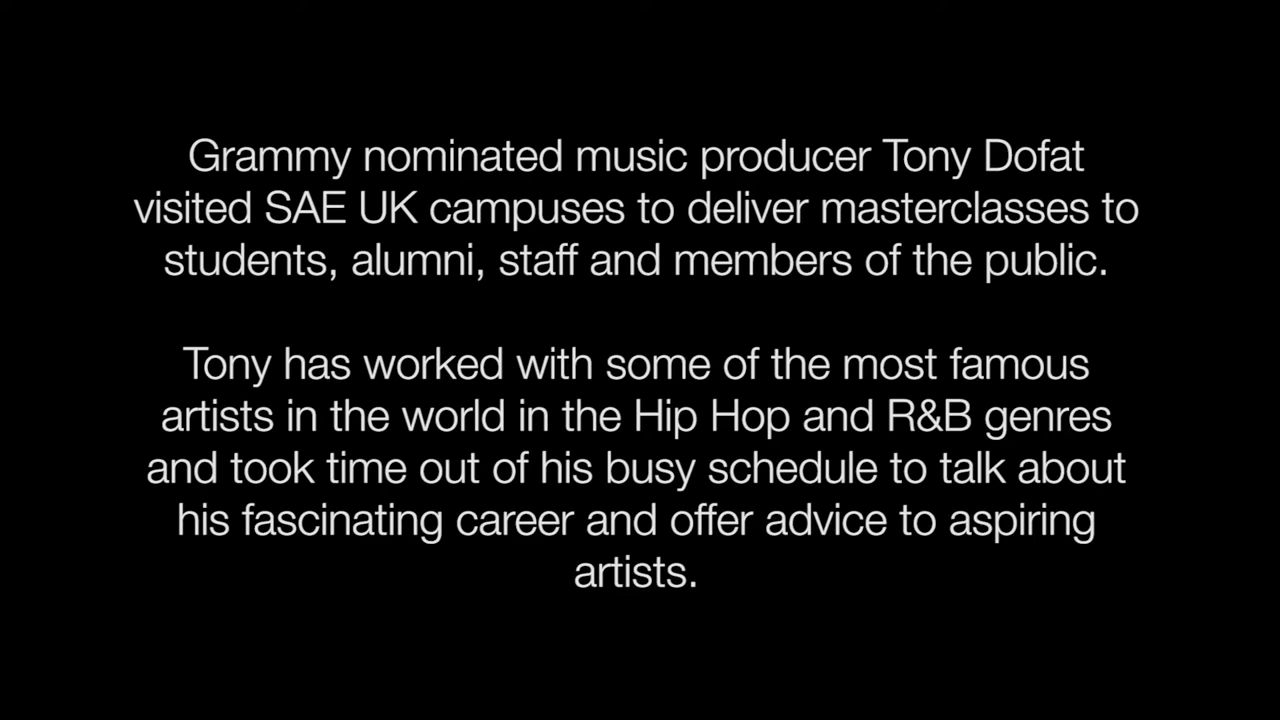 Grammy nominated music producer Tony Dofat
visited SAE UK campuses to deliver masterclasses to
students, alumni, staff and members of the public.
Tony has worked with some of the most famous
artists in the world in the Hip Hop and R&B genres
and took time out of his busy schedule to talk about
his fascinating career and offer advice to aspiring
artists.